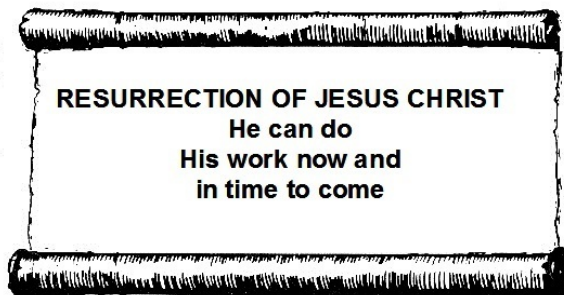 RESURRECTION OF JESUS CHRIST
He can do
His work now and
in time to come